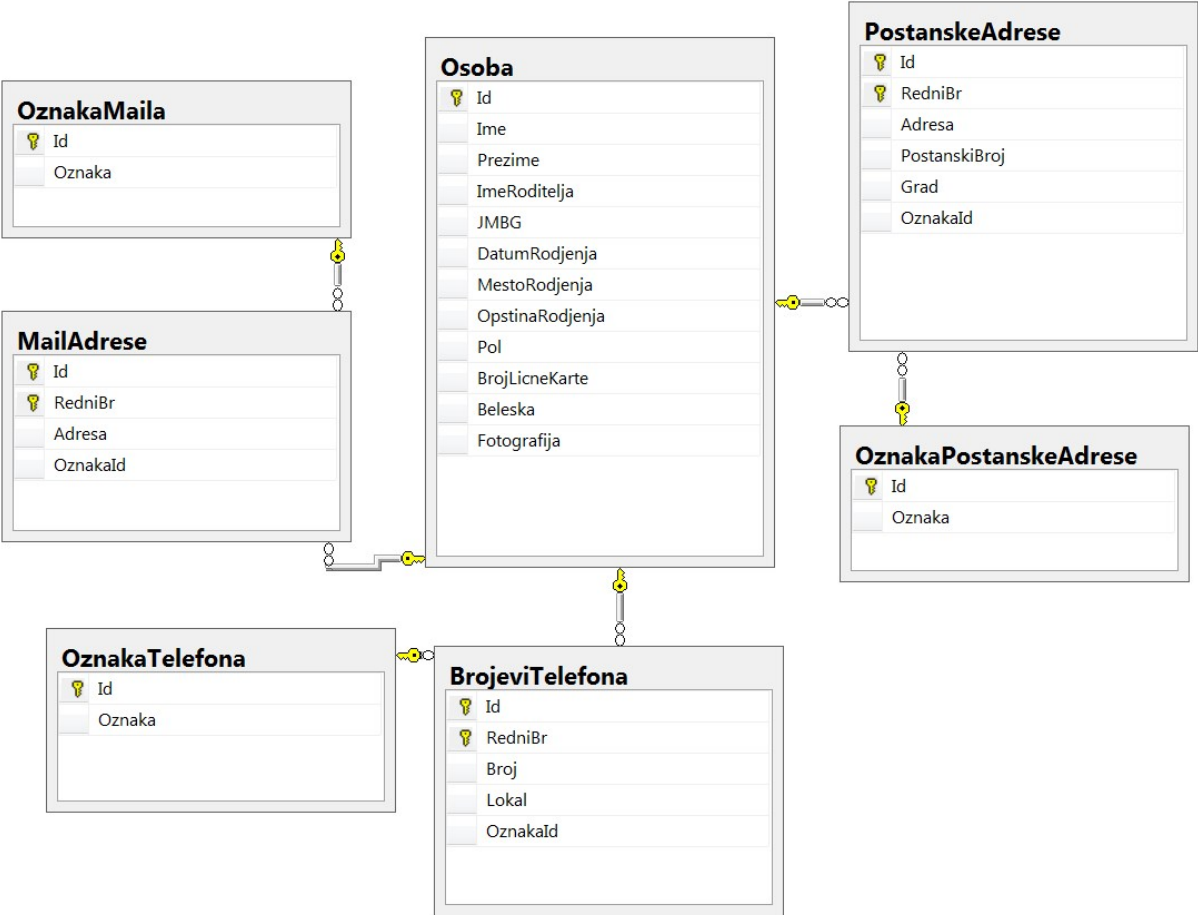 OznakaMaila
Id
Oznaka
MailAdrese
Id
RedniBr
Adresa
OznakaId
Osoba
Id
Ime
Prezime
ImeRoditelja
JMBG
DatumRodjenja
MestoRodjenja
OpstinaRodjenja
Pol
BrojLicneKarte
Beleska
Fotografija
PostanskeAdrese
Id
RedniBr
Adresa
PostanskiBroj
Grad
OznakaId
OznakaPostanskeAdrese
Id
Oznaka
OznakaTelefona
Id
Oznaka
BrojeviTelefona
Id
RedniBr
Broj
Lokal
OznakaId